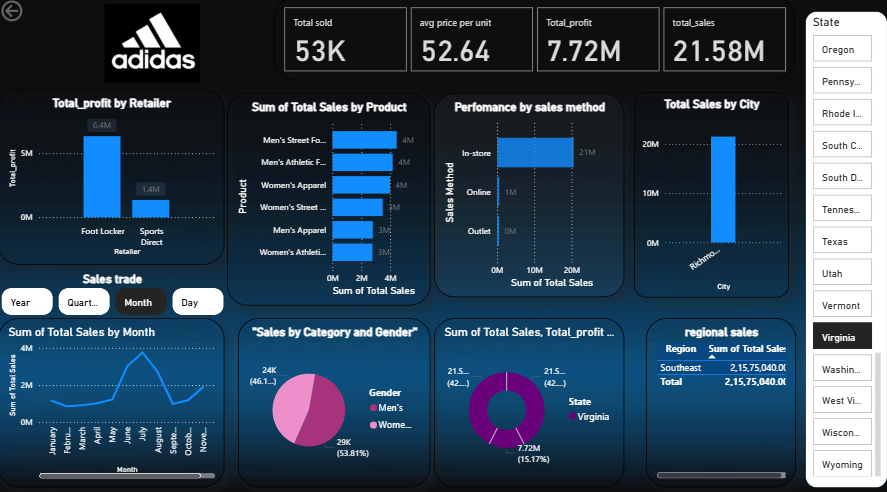 adidas
Total sold
53K
avg price per unit
52.64
Total_profit
7.72M
total_sales
21.58M
State
Oregon
Pennsy...
Rhode I...
South C...
South D...
Tennes...
Texas
Utah
Vermont
Virginia
Washin...
West Vi...
Wiscon...
Wyoming
Total_profit by Retailer
Total_profit
5M
0M
6.4M
1.4M
Foot Locker
Sports
Direct
Retailer
Sum of Total Sales by Product
Product
Men's Street Fo...
4M
Men's Athletic F...
4M
Women's Apparel
4M
Women's Street ...
3M
Men's Apparel
3M
Women's Athleti...
3M
0M 2M 4M
Sum of Total Sales
Perfomance by sales method
Sales Method
In-store
21M
Online
1M
Outlet
0M
0M 10M 20M
Sum of Total Sales
Total Sales by City
20M
10M
0M
Richmo...
City
Sales trade
Year
Quart...
Month
Day
Sum of Total Sales by Month
Sum of Total Sales
4M
2M
0M
January
Febru...
March
April
May
June
July
August
Septe...
Octob...
Nove...
Month
"Sales by Category and Gender"
24K
(46.1...)
29K
(53.81%)
Gender
Men's
Wome...
Sum of Total Sales, Total_profit ...
21.5...
(42....)
21.5...
(42....)
7.72M
(15.17%)
State
Virginia
regional sales
Region Sum of Total Sales
Southeast 2,15,75,040.00
Total 2,15,75,040.00